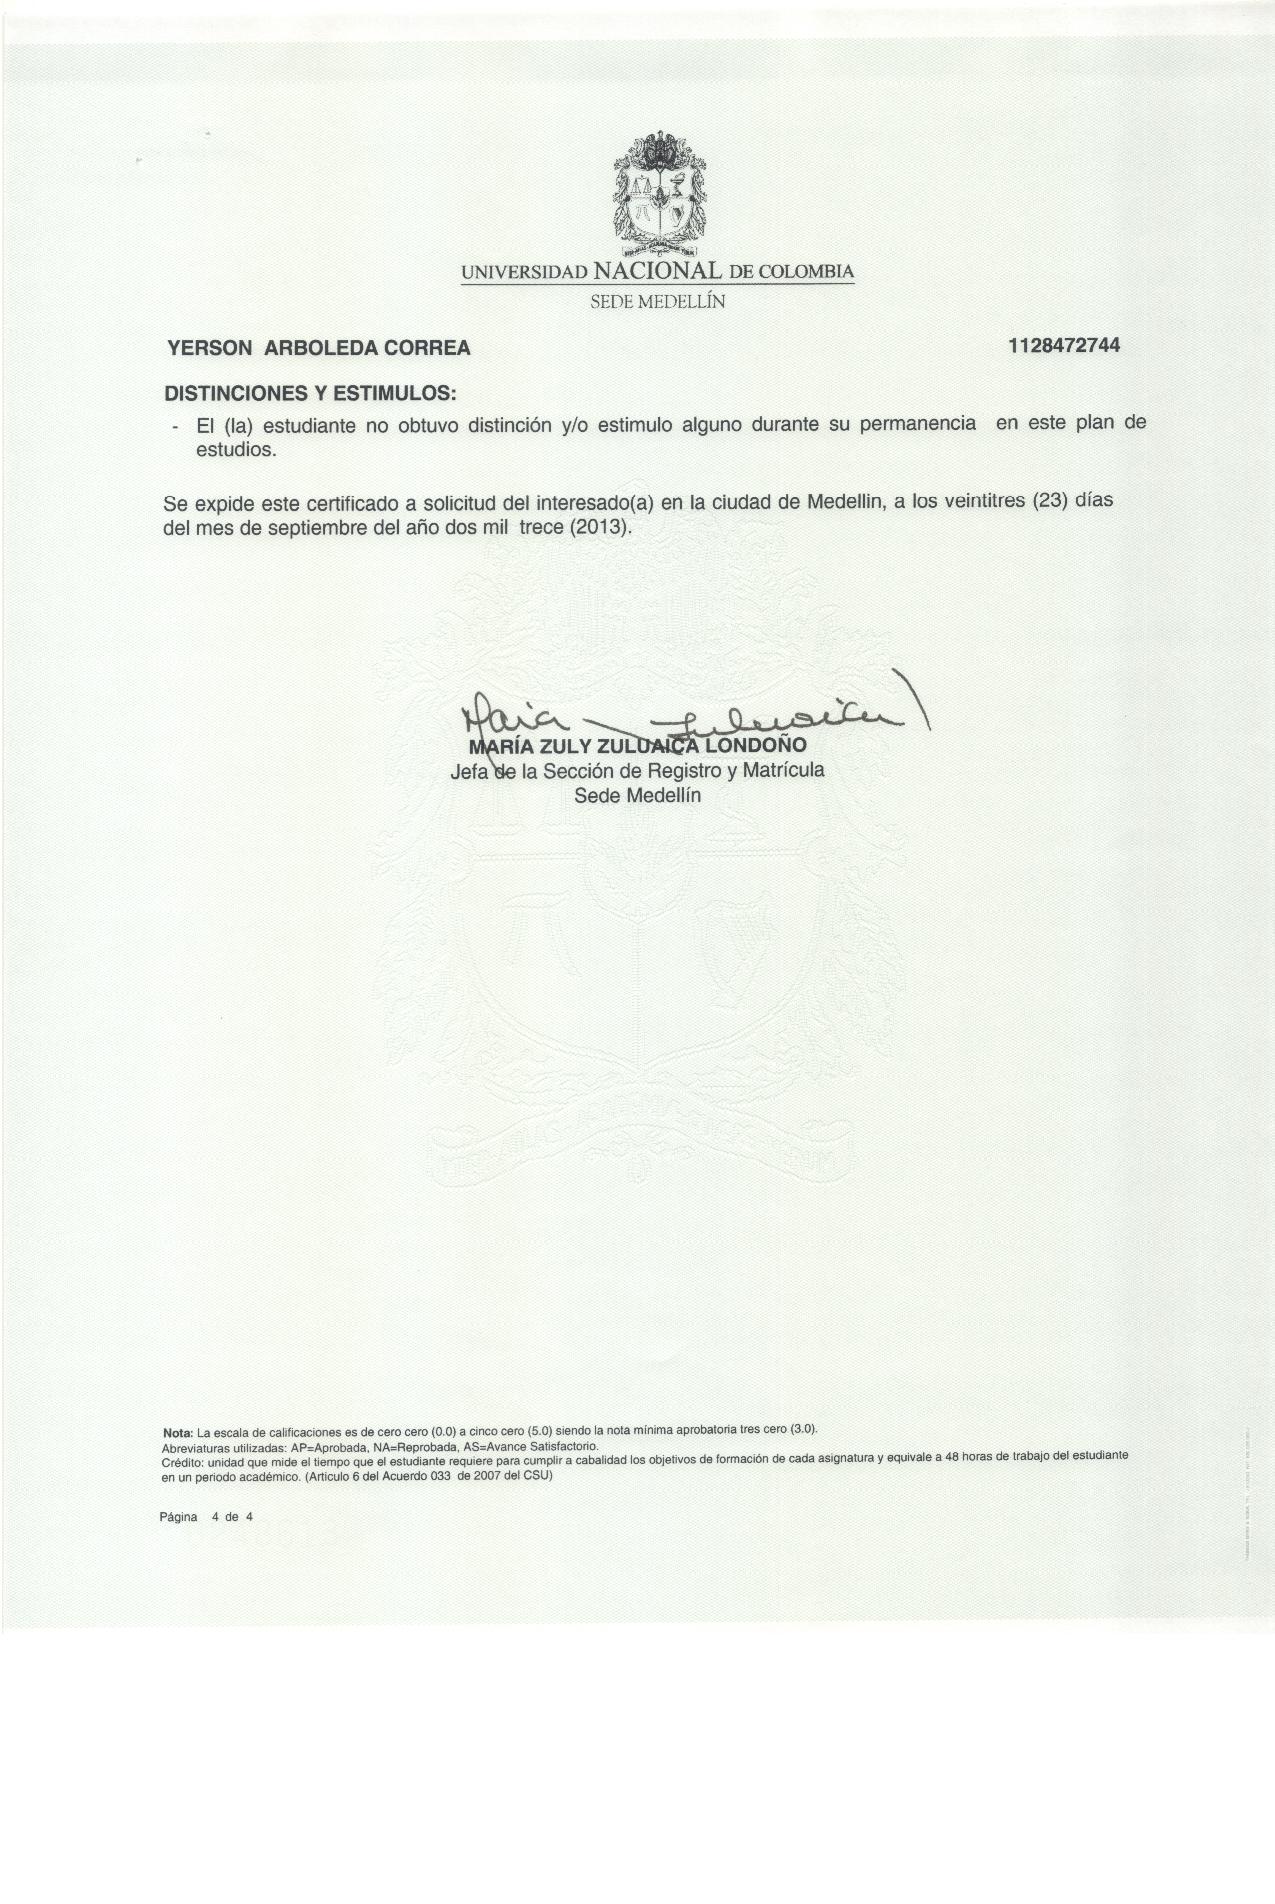 UNIVERSIDAD NACIONAL DE COLOMBIA
SEDE MEDELLÍN
YERSON ARBOLEDA CORREA 1128472744
DISTINCIONES Y ESTIMULOS:
- El (la) estudiante no obtuvo distinción y/o estimulo alguno durante su permanencia en este plan de
estudios.
Se expide este certificado a solicitud del interesado(a) en la ciudad de Medellin, a los veintitres (23) días
del mes de septiembre del año dos mil trece (2013).
MARÍA ZULY ZULUAICA LONDOÑO
Jefa de la Sección de Registro y Matrícula
Sede Medellín
Nota: La escala de calificaciones es de cero cero (0.0) a cinco cero (5.0) siendo la nota mínima aprobatoria tres cero (3.0).
Abreviaturas utilizadas: AP=Aprobada, NA=Reprobada, AS=Avance Satisfactorio.
Crédito: unidad que mide el tiempo que el estudiante requiere para cumplir a cabalidad los objetivos de formación de cada asignatura y equivale a 48 horas de trabajo del estudiante
en un periodo académico. (Articulo 6 del Acuerdo 033 de 2007 del CSU)
Página 4 de 4